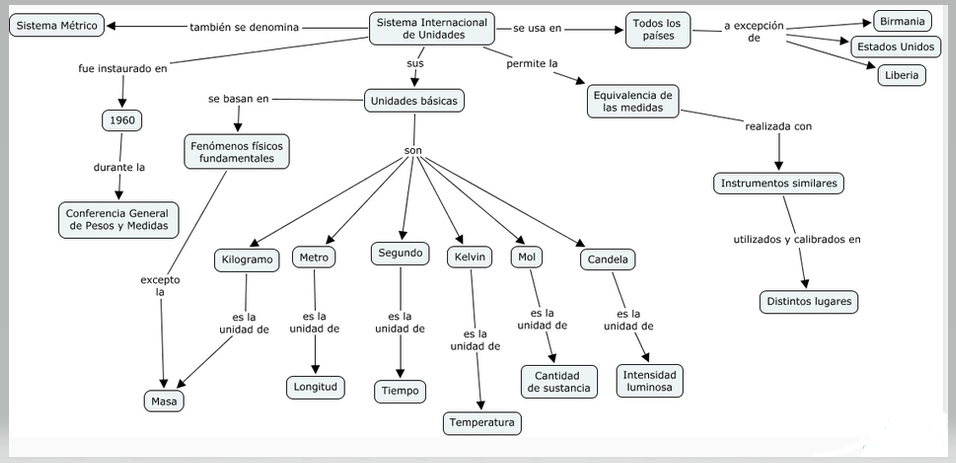 Sistema Métrico
también se denomina
Sistema Internacional
de Unidades
se usa en
Todos los
países
a excepción
de
Birmania
Estados Unidos
Liberia
fue instaurado en
sus
permite la
1960
se basan en
Unidades básicas
Equivalencia de
las medidas
realizada con
Fenómenos físicos
fundamentales
son
durante la
Instrumentos similares
Conferencia General
de Pesos y Medidas
utilizados y calibrados en
Kilogramo
Metro
Segundo
Kelvin
Mol
Candela
excepto
la
Distintos lugares
es la
unidad de
es la
unidad de
es la
unidad de
es la
unidad de
es la
unidad de
es la
unidad de
Masa
Longitud
Tiempo
Temperatura
Cantidad
de sustancia
Intensidad
luminosa